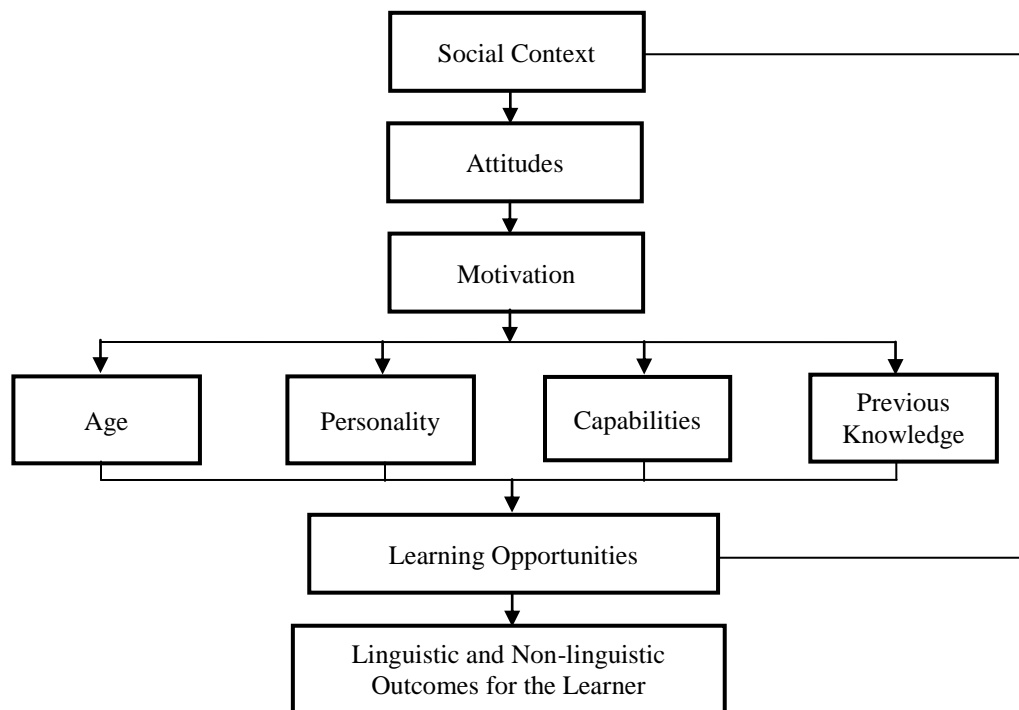 Social Context
Attitudes
Motivation
Age
Personality
Capabilities
Previous
Knowledge
Learning Opportunities
Linguistic and Non-linguistic
Outcomes for the Learner